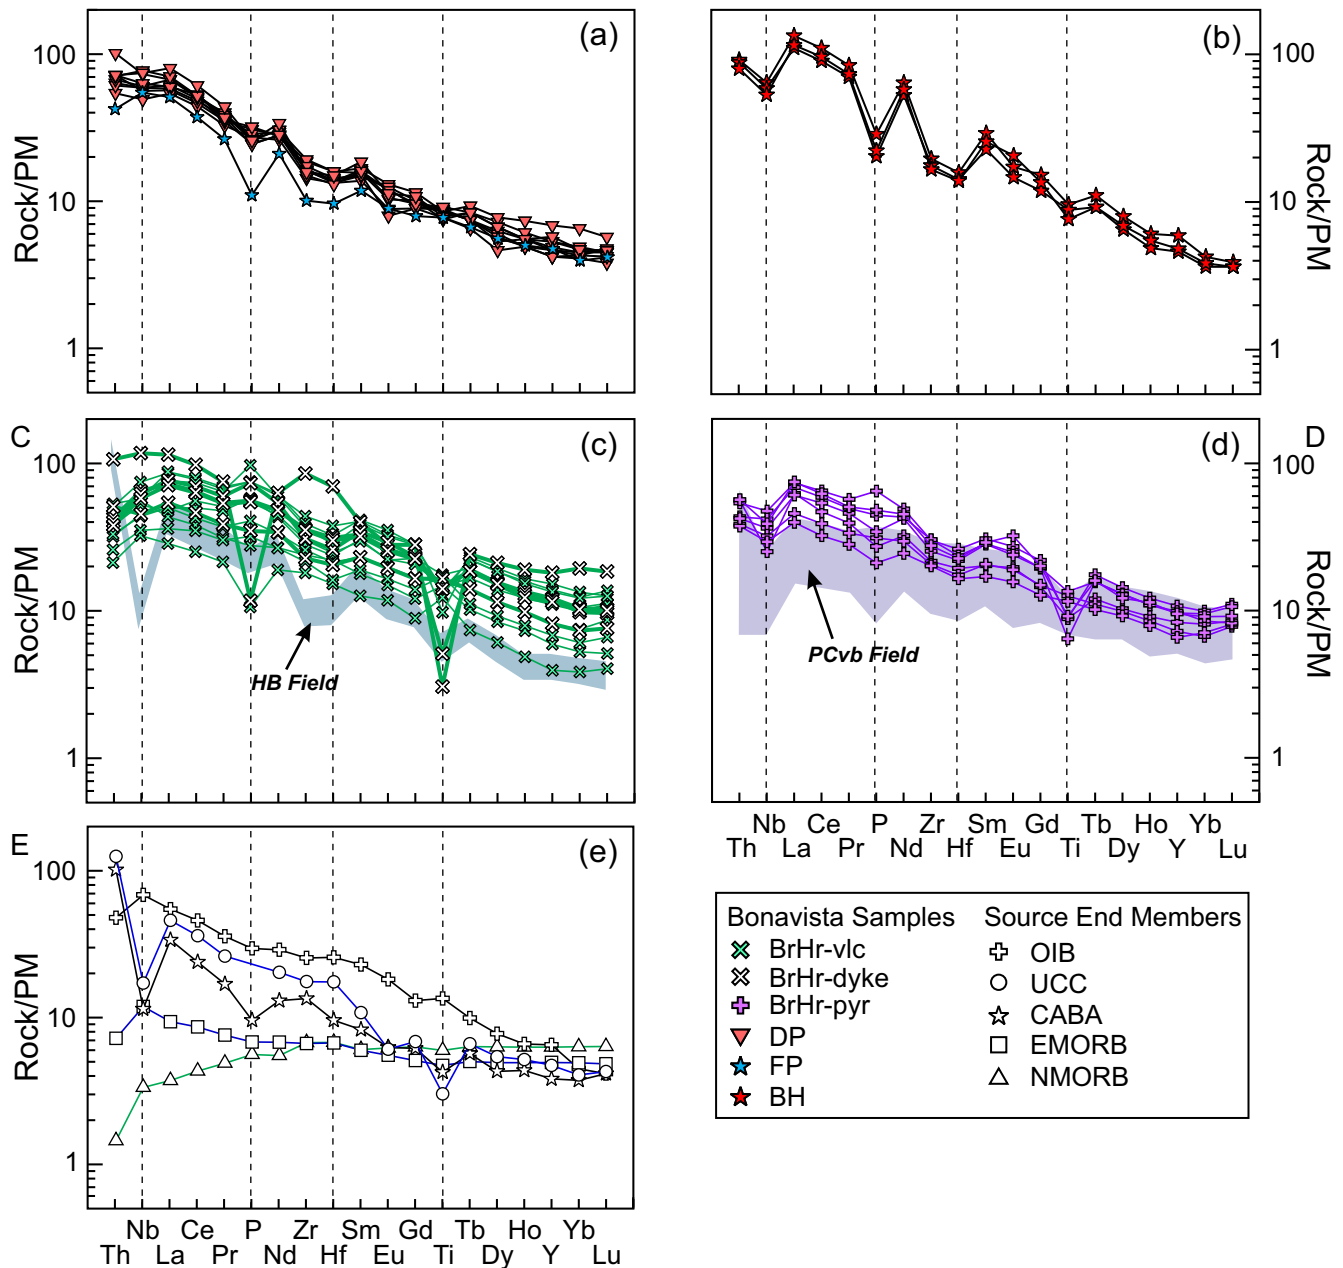 (a)
100
10
1
Rock/PM
(b)
100
10
1
Rock/PM
C
(c)
100
10
1
Rock/PM
HB Field
D
(d)
100
10
1
Rock/PM
PCvb Field
Nb Ce P Zr Sm Gd Tb Ho Yb
Th La Pr Nd Hf Eu Ti Dy Y Lu
E
(e)
100
10
1
Rock/PM
Nb Ce P Zr Sm Gd Tb Ho Yb
Th La Pr Nd Hf Eu Ti Dy Y Lu
Bonavista Samples
BrHr-vlc
BrHr-dyke
BrHr-pyr
DP
FP
BH
Source End Members
OIB
UCC
CABA
EMORB
NMORB